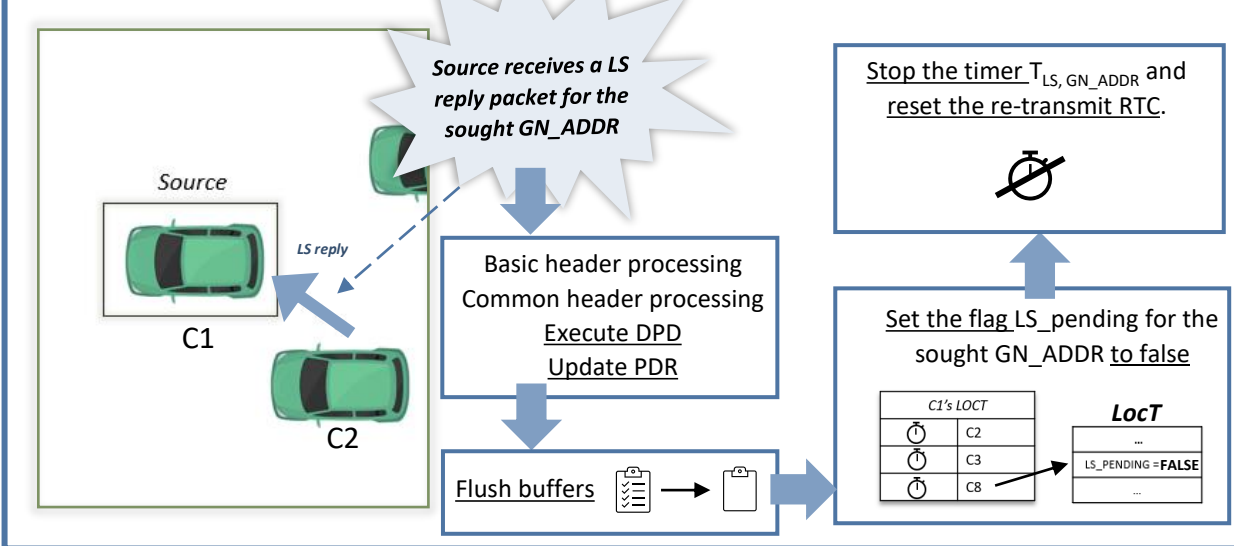 Source receives a LS
reply packet for the
sought GN_ADDR
Source
LS reply
C1
C2
Basic header processing
Common header processing
Execute DPD
Update PDR
Flush buffers
Set the flag LS_pending for the
sought GN_ADDR to false
C1's LOCT
C2
C3
C8
LocT
...
LS_PENDING =FALSE
...
Stop the timer T LS, GN_ADDR and
reset the re-transmit RTC.